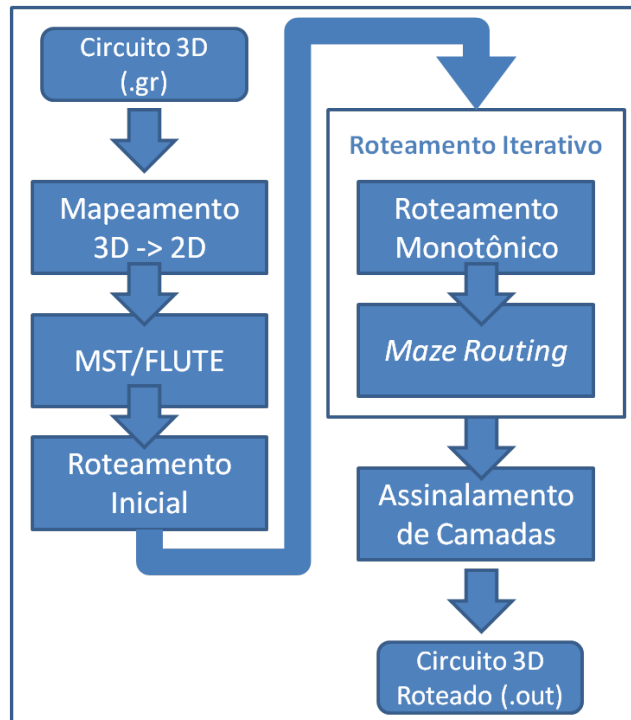 Circuito 3D
(.gr)
Mapeamento
3D -> 2D
MST/FLUTE
Roteamento
Inicial
Roteamento Iterativo
Roteamento
Monotônico
Maze Routing
Assinalamento
de Camadas
Circuito 3D
Roteado (.out)